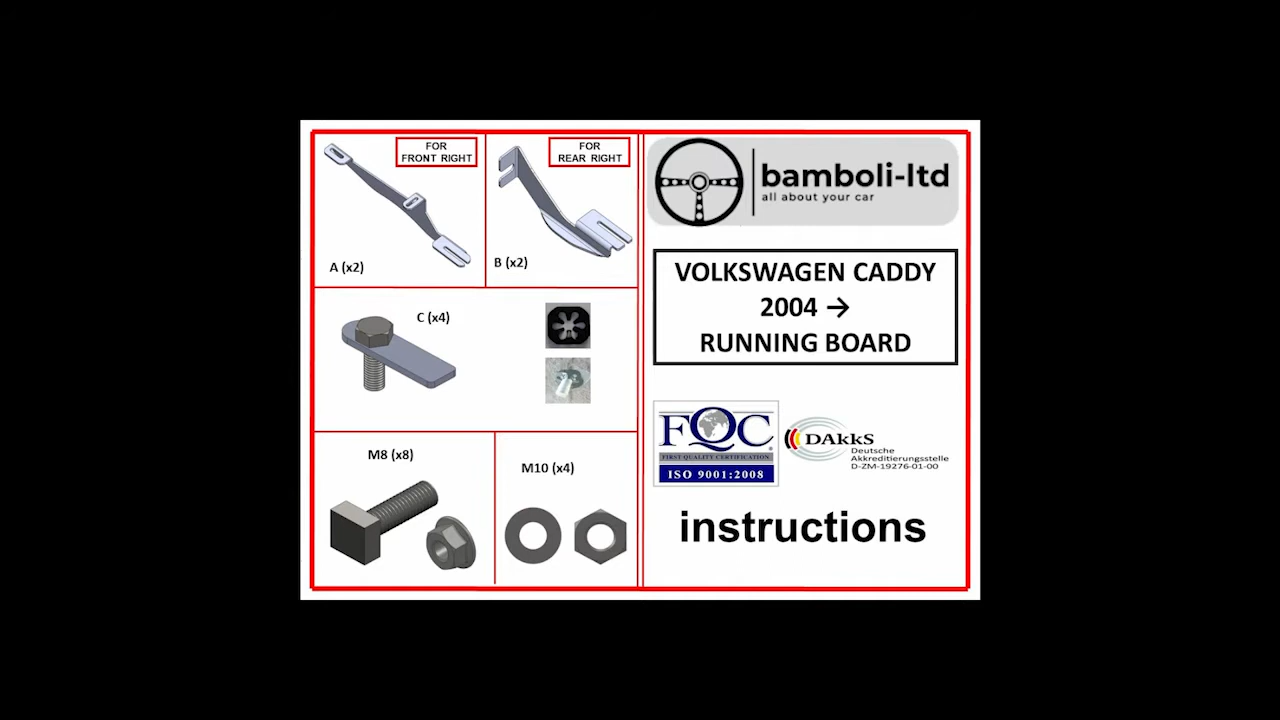 FOR
FRONT RIGHT
A (x2)
FOR
REAR RIGHT
B (x2)
C (x4)
M8 (x8)
M10 (x4)
bamboli-ltd
all about your car
VOLKSWAGEN CADDY
2004 →
RUNNING BOARD
FQC
FIRST QUALITY CERTIFICATION
ISO 9001:2008
DAkkS
Deutsche
Akkreditierungsstelle
D-ZM-19276-01-00
instructions